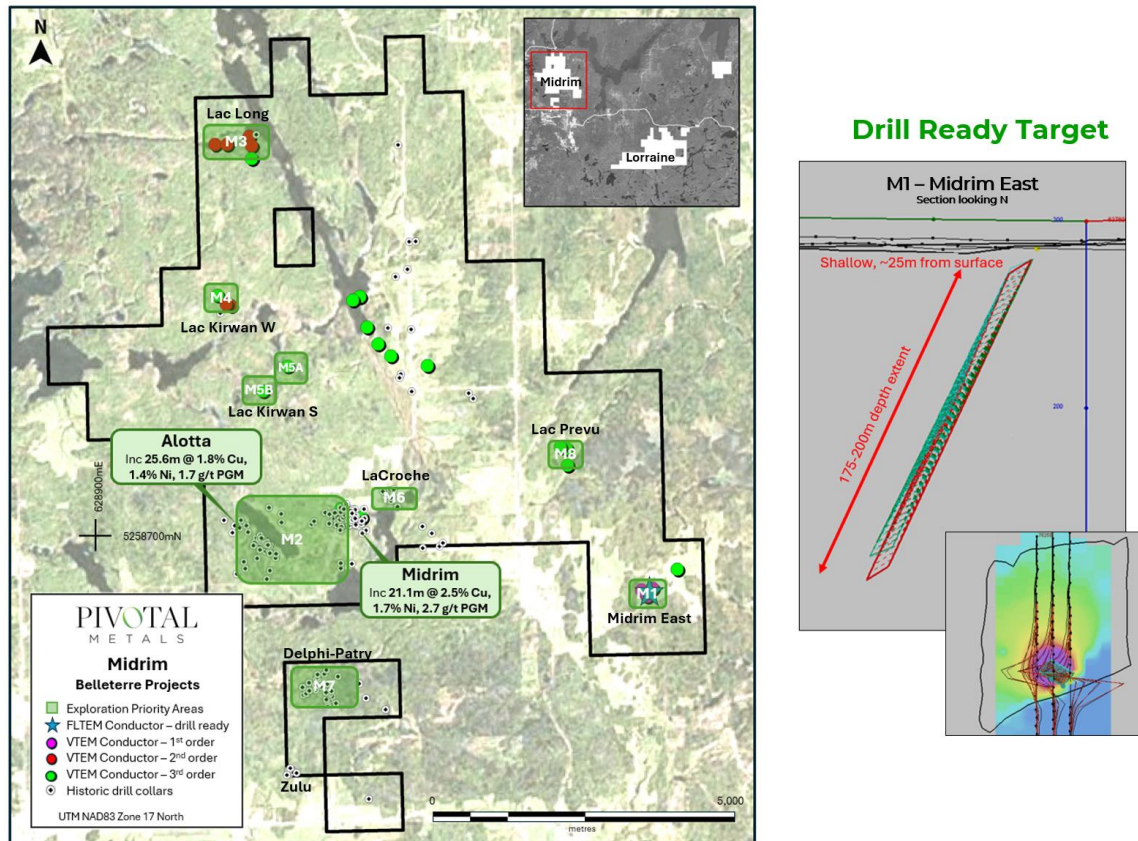 N
Lac Long
M3
Midrim
Lorraine
M4
Lac Kirwan W
M5A
M5B
Lac Kirwan S
Alotta
Inc 25.6m @ 1.8% Cu,
1.4% Ni, 1.7 g/t PGM
Lac Prevu
M8
LaCroche
M6
628900mE
5258700mN
M2
Midrim
Inc 21.1m @ 2.5% Cu,
1.7% Ni, 2.7 g/t PGM
M1
Midrim East
PIVOTAL
METALS
Midrim
Belleterre Projects
Exploration Priority Areas
FLTEM Conductor – drill ready
VTEM Conductor – 1st order
VTEM Conductor – 2nd order
VTEM Conductor – 3rd order
Historic drill collars
UTM NAD83 Zone 17 North
Delphi-Patry
M7
Zulu
0
5,000
metres
Drill Ready Target
M1 – Midrim East
Section looking N
Shallow, ~25m from surface
175-200m depth extent
200